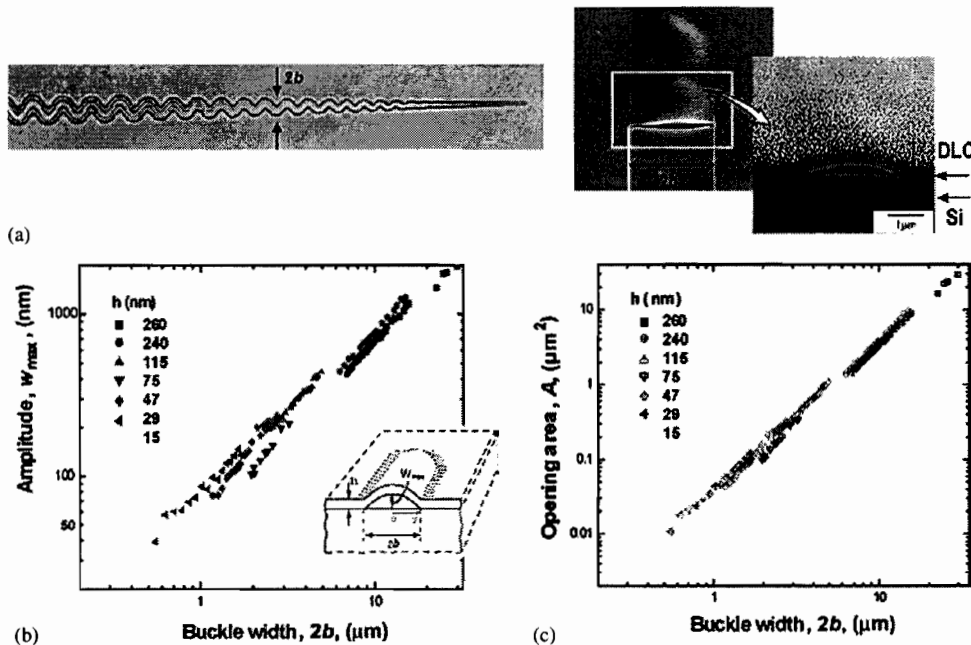 2b
DLC
Si
1μm
(a)
Amplitude, w_max, (nm)
1000
100
50
h (nm)
260
240
115
75
47
29
15
h
w_max
2b
1
10
Buckle width, 2b, (μm)
(b)
Opening area, A, (μm²)
10
1
0.1
0.01
h (nm)
260
240
115
75
47
29
15
1
10
Buckle width, 2b, (μm)
(c)